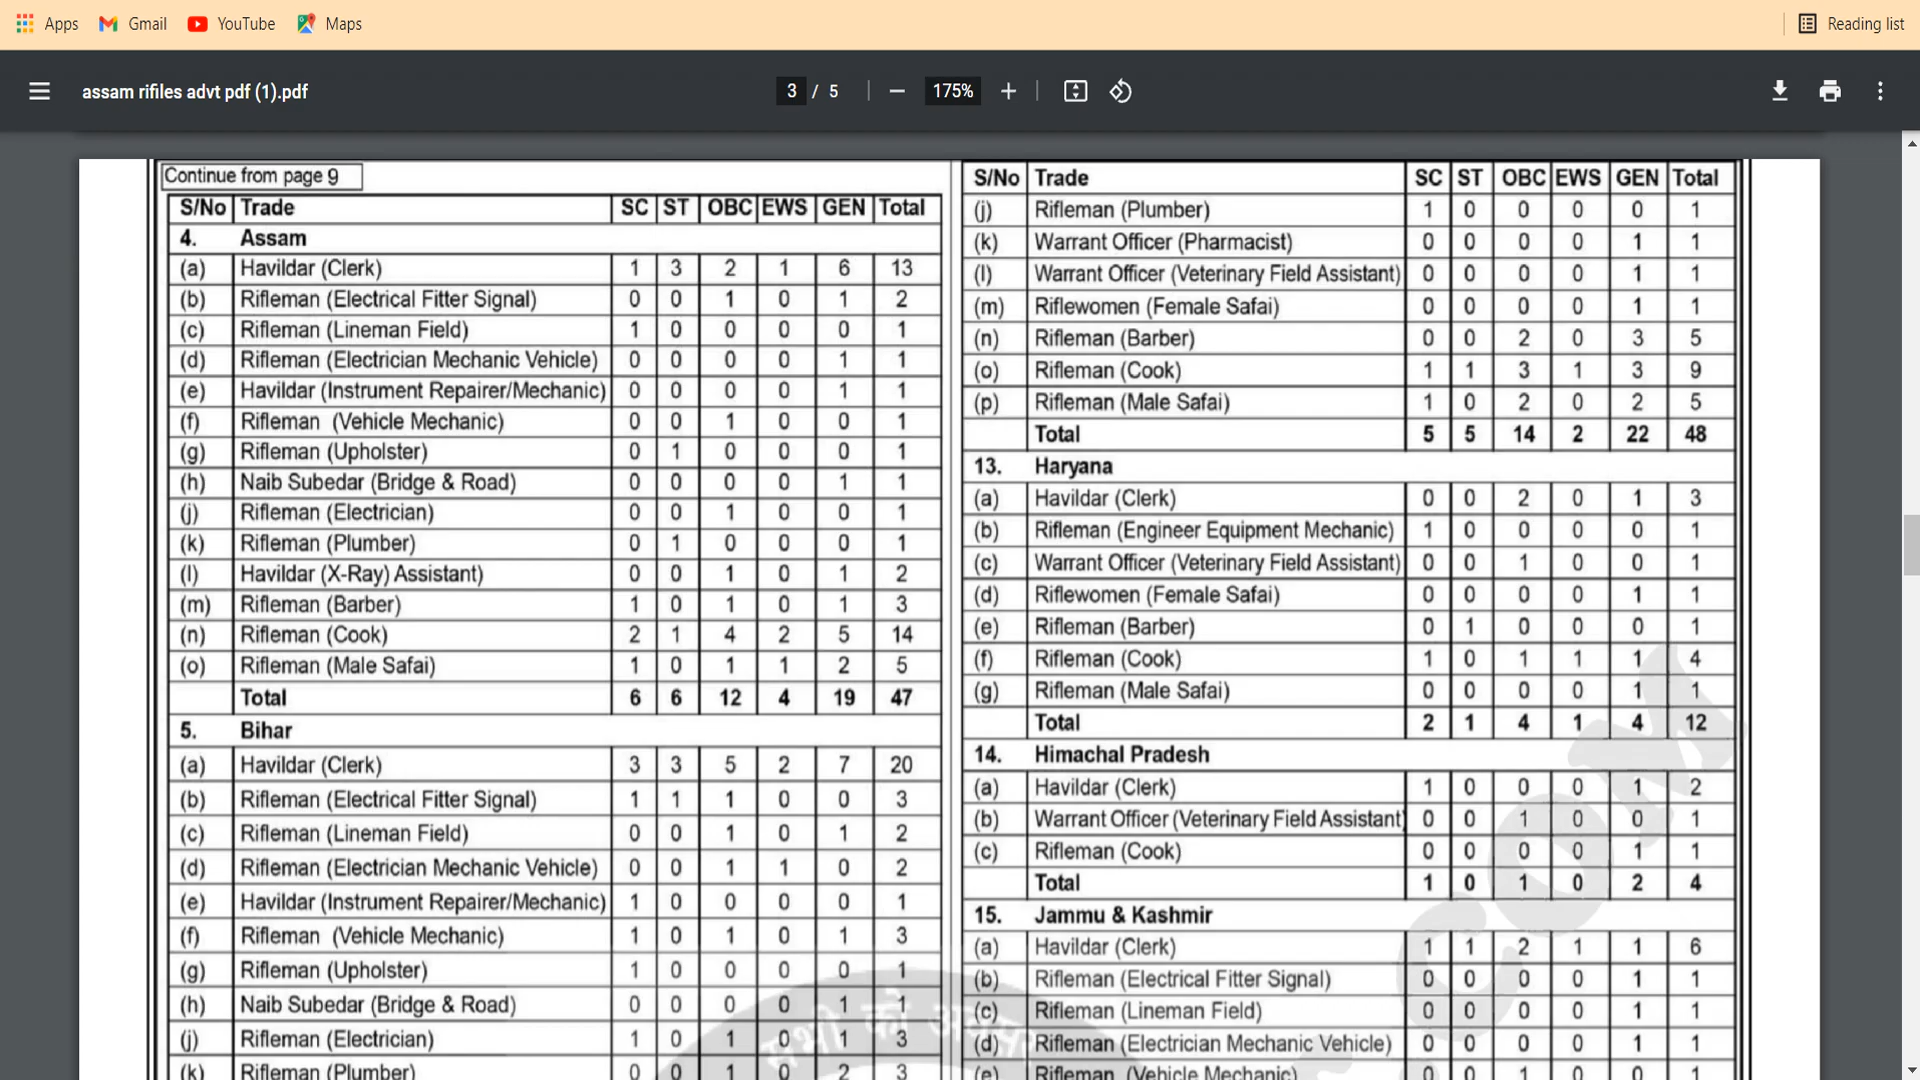 Apps Gmail YouTube Maps Reading list
assam rifiles advt pdf (1).pdf 3 / 5 175%
Continue from page 9
S/No Trade SC ST OBC EWS GEN Total
4. Assam
(a) Havildar (Clerk) 1 3 2 1 6 13
(b) Rifleman (Electrical Fitter Signal) 0 0 1 0 1 2
(c) Rifleman (Lineman Field) 1 0 0 0 0 1
(d) Rifleman (Electrician Mechanic Vehicle) 0 0 0 0 1 1
(e) Havildar (Instrument Repairer/Mechanic) 0 0 0 0 1 1
(f) Rifleman (Vehicle Mechanic) 0 0 1 0 0 1
(g) Rifleman (Upholster) 0 1 0 0 0 1
(h) Naib Subedar (Bridge & Road) 0 0 0 0 1 1
(j) Rifleman (Electrician) 0 0 1 0 0 1
(k) Rifleman (Plumber) 0 1 0 0 0 1
(l) Havildar (X-Ray) Assistant) 0 0 1 0 1 2
(m) Rifleman (Barber) 1 0 1 0 1 3
(n) Rifleman (Cook) 2 1 4 2 5 14
(o) Rifleman (Male Safai) 1 0 1 1 2 5
Total 6 6 12 4 19 47
5. Bihar
(a) Havildar (Clerk) 3 3 5 2 7 20
(b) Rifleman (Electrical Fitter Signal) 1 1 1 0 0 3
(c) Rifleman (Lineman Field) 0 0 1 0 1 2
(d) Rifleman (Electrician Mechanic Vehicle) 0 0 1 1 0 2
(e) Havildar (Instrument Repairer/Mechanic) 1 0 0 0 0 1
(f) Rifleman (Vehicle Mechanic) 1 0 1 0 1 3
(g) Rifleman (Upholster) 1 0 0 0 0 1
(h) Naib Subedar (Bridge & Road) 0 0 0 0 1 1
(j) Rifleman (Electrician) 1 0 1 0 1 3
(k) Rifleman (Plumber) 0 0 1 0 2 3
S/No Trade SC ST OBC EWS GEN Total
(j) Rifleman (Plumber) 1 0 0 0 0 1
(k) Warrant Officer (Pharmacist) 0 0 0 0 1 1
(l) Warrant Officer (Veterinary Field Assistant) 0 0 0 0 1 1
(m) Riflewomen (Female Safai) 0 0 0 0 1 1
(n) Rifleman (Barber) 0 0 2 0 3 5
(o) Rifleman (Cook) 1 1 3 1 3 9
(p) Rifleman (Male Safai) 1 0 2 0 2 5
Total 5 5 14 2 22 48
13. Haryana
(a) Havildar (Clerk) 0 0 2 0 1 3
(b) Rifleman (Engineer Equipment Mechanic) 1 0 0 0 0 1
(c) Warrant Officer (Veterinary Field Assistant) 0 0 1 0 0 1
(d) Riflewomen (Female Safai) 0 0 0 0 1 1
(e) Rifleman (Barber) 0 1 0 0 0 1
(f) Rifleman (Cook) 1 0 1 1 1 4
(g) Rifleman (Male Safai) 0 0 0 0 1 1
Total 2 1 4 1 4 12
14. Himachal Pradesh
(a) Havildar (Clerk) 1 0 0 0 1 2
(b) Warrant Officer (Veterinary Field Assistant) 0 0 1 0 0 1
(c) Rifleman (Cook) 0 0 0 0 1 1
Total 1 0 1 0 2 4
15. Jammu & Kashmir
(a) Havildar (Clerk) 1 1 2 1 1 6
(b) Rifleman (Electrical Fitter Signal) 0 0 0 0 1 1
(c) Rifleman (Lineman Field) 0 0 0 0 1 1
(d) Rifleman (Electrician Mechanic Vehicle) 0 0 0 0 1 1
(e) Rifleman (Vehicle Mechanic) 0 0 1 0 0 1
सभी को
.COM